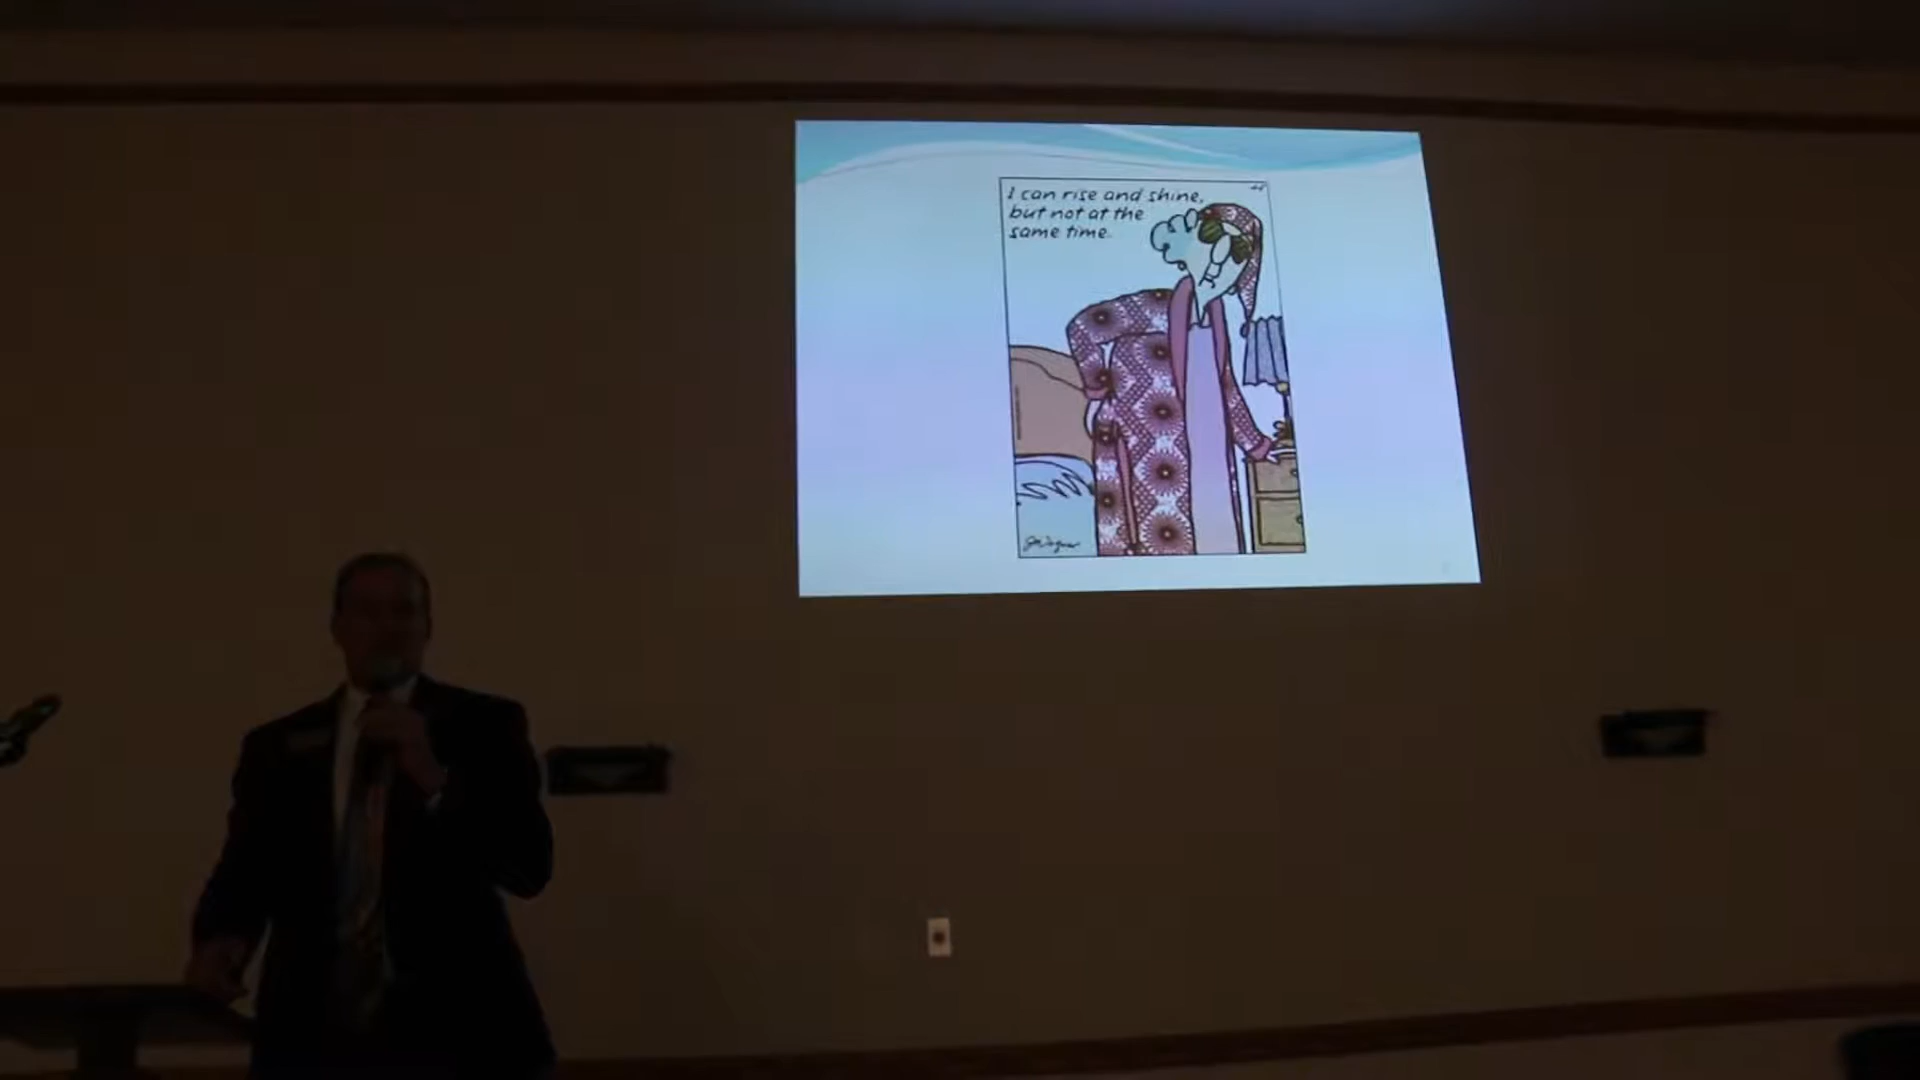 I can rise and shine,
but not at the
same time.